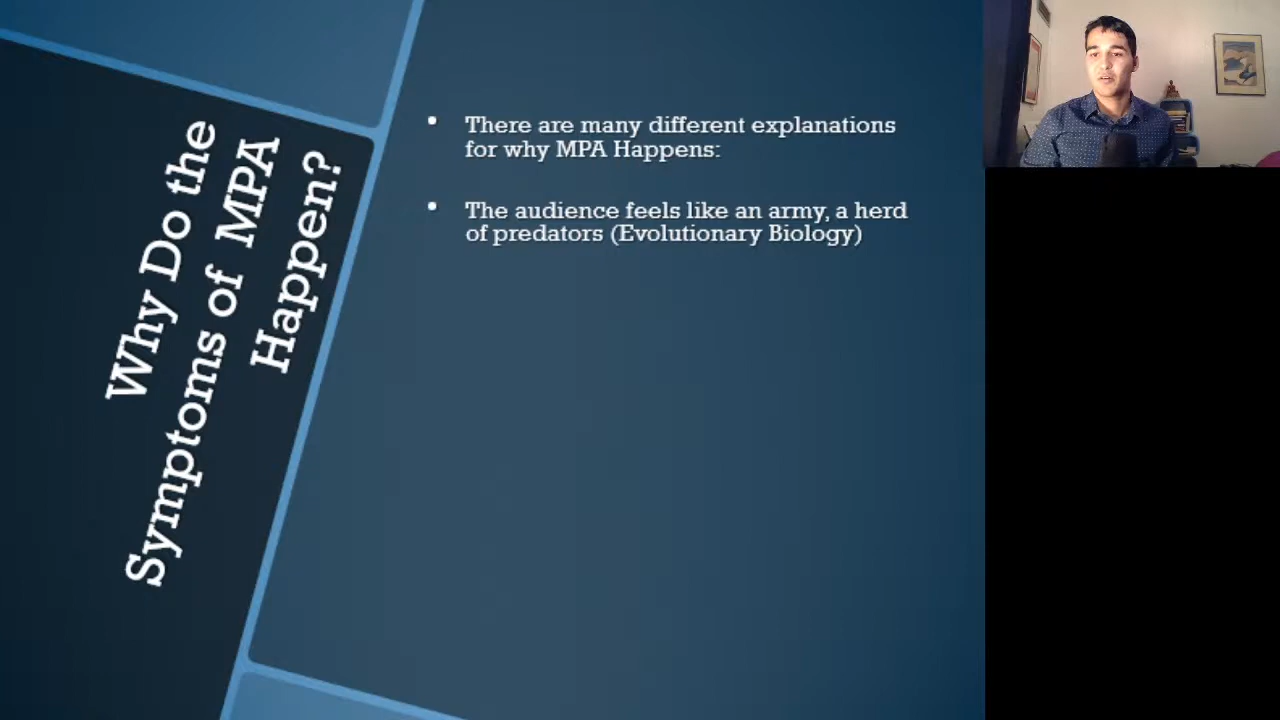 Why Do the
Symptoms of MPA
Happen?
• There are many different explanations
for why MPA Happens:
• The audience feels like an army, a herd
of predators (Evolutionary Biology)